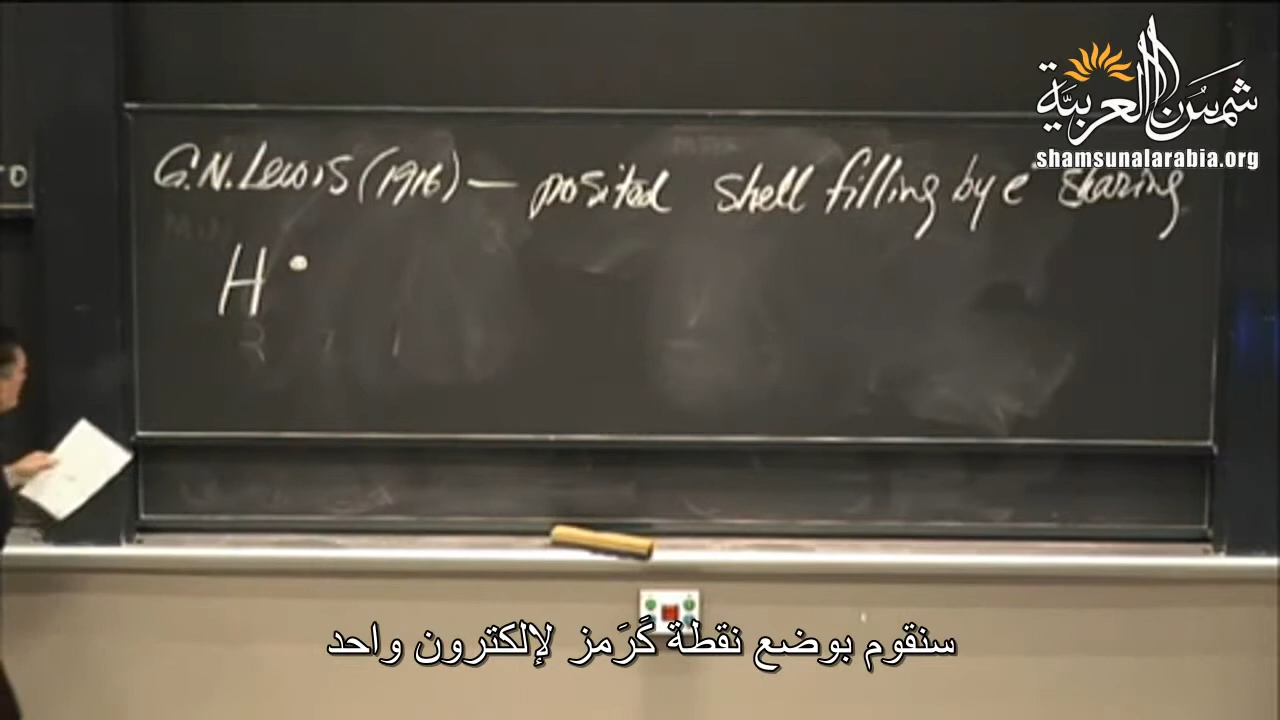 شمس العربية
shamsunalarabia.org
G.N. Lewis (1916) — posited shell filling by e⁻ sharing
H •
سنقوم بوضع نقطة كَرَمز لإلكترون واحد